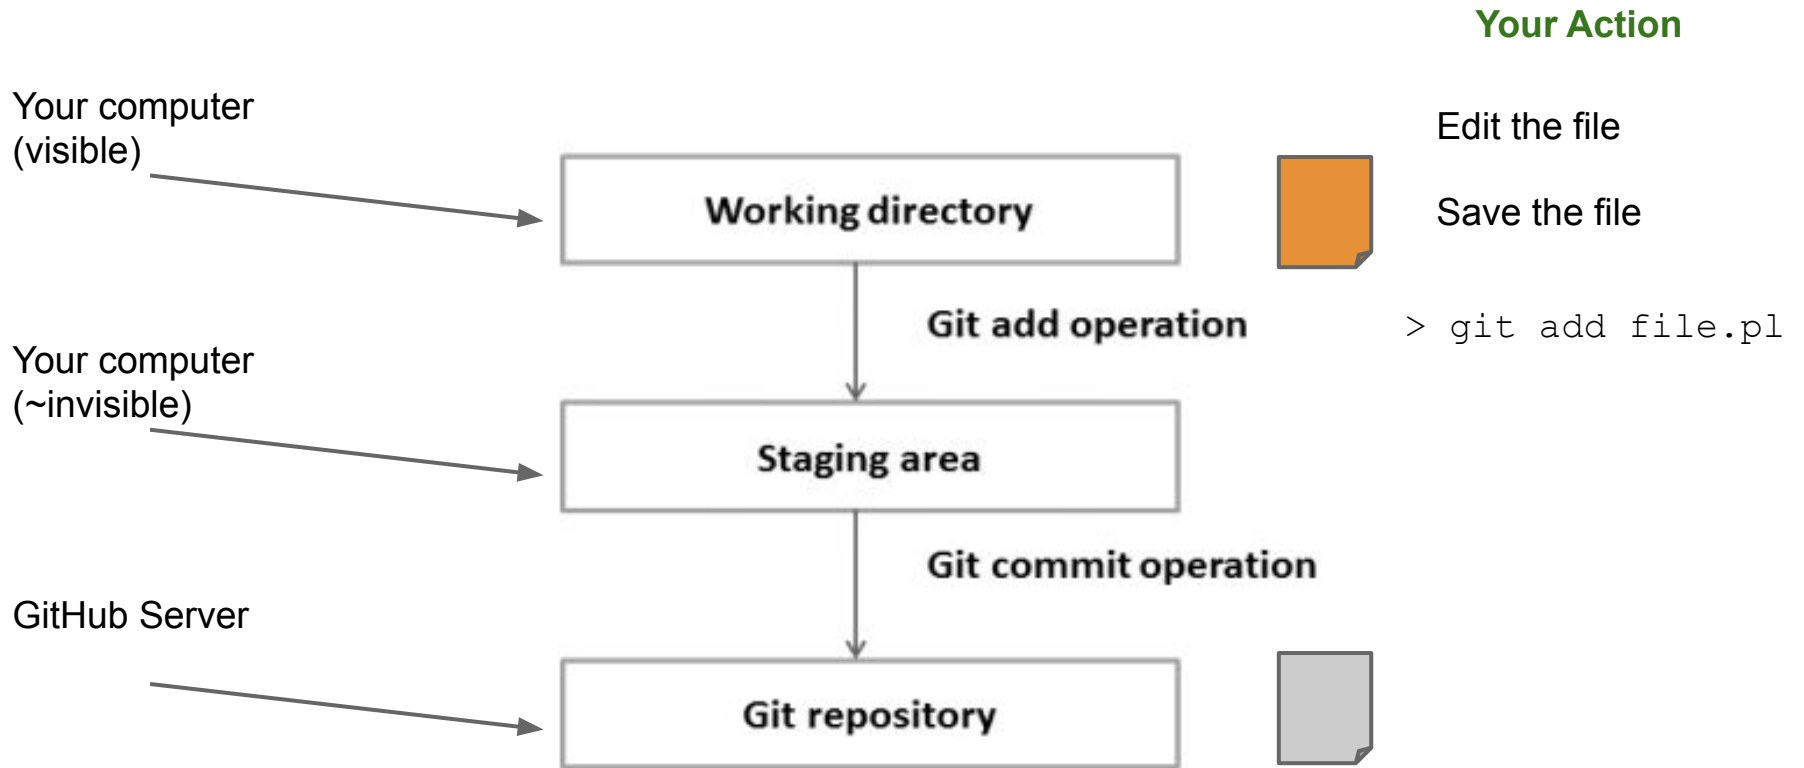 Your Action
Your computer
(visible)
Edit the file
Working directory
Save the file
Git add operation
> git add file.pl
Your computer
(~invisible)
Staging area
Git commit operation
GitHub Server
Git repository